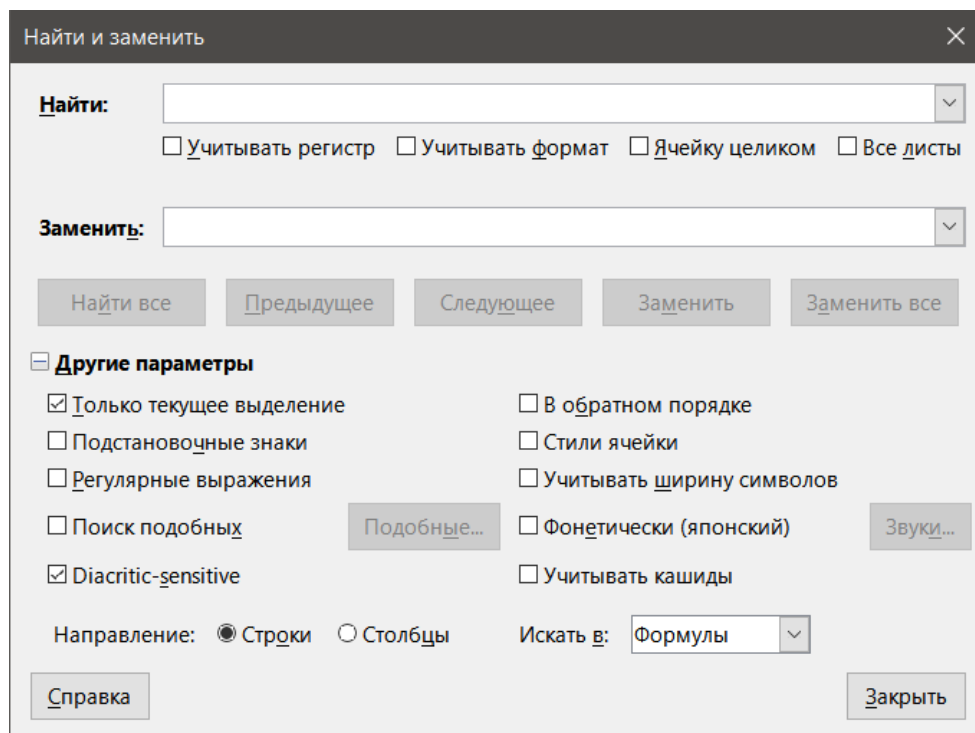 Найти и заменить
Найти:
Учитывать регистр Учитывать формат Ячейку целиком Все листы
Заменить:
Найти все Предыдущее Следующее Заменить Заменить все
Другие параметры
Только текущее выделение В обратном порядке
Подстановочные знаки Стили ячейки
Регулярные выражения Учитывать ширину символов
Поиск подобных Подобные... Фонетически (японский) Звуки...
Diacritic-sensitive Учитывать кашиды
Направление: Строки Столбцы Искать в: Формулы
Справка Закрыть